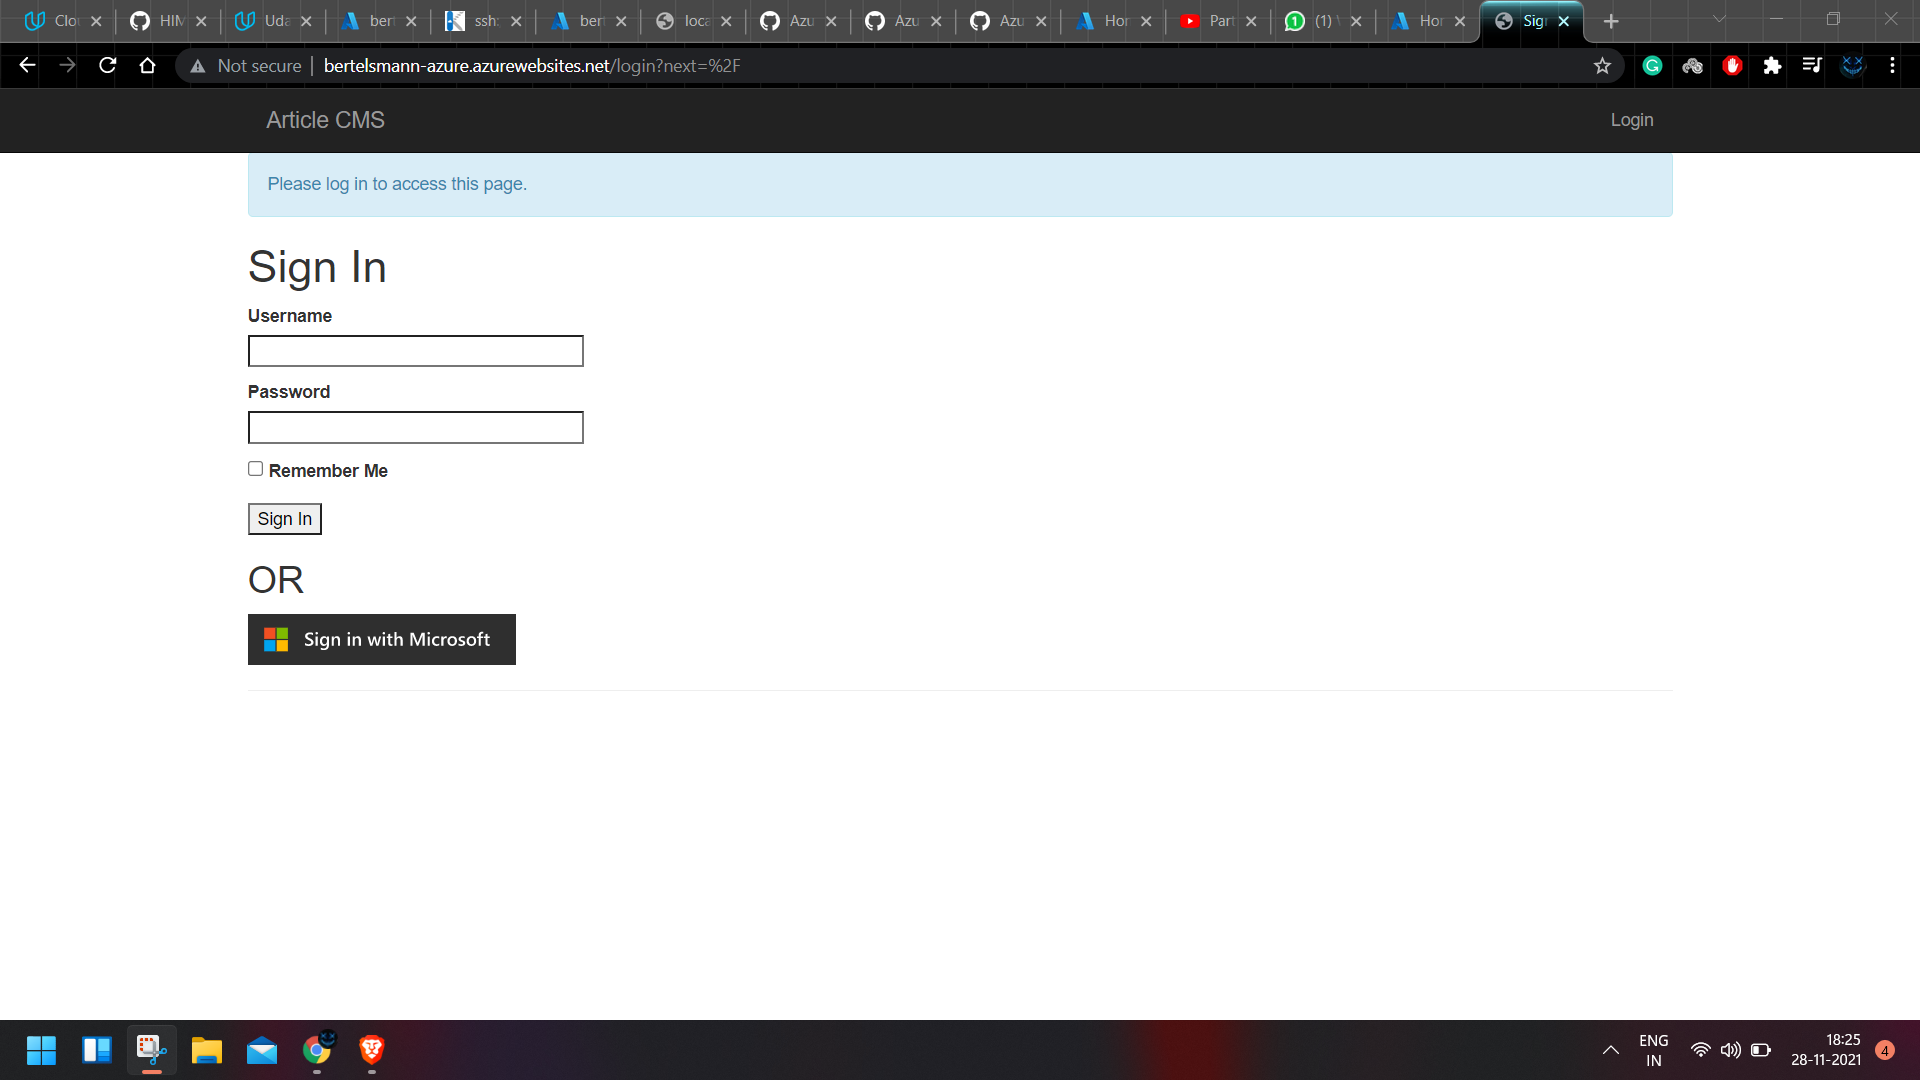 Clo
HIM
Uda
bert
ssh:
bert
loca
Azu
Azu
Azu
Hor
Part
(1)
Hor
Sig
Not secure
bertelsmann-azure.azurewebsites.net/login?next=%2F
Article CMS
Login
Please log in to access this page.
Sign In
Username
Password
Remember Me
Sign In
OR
Sign in with Microsoft
ENG
IN
18:25
28-11-2021
4